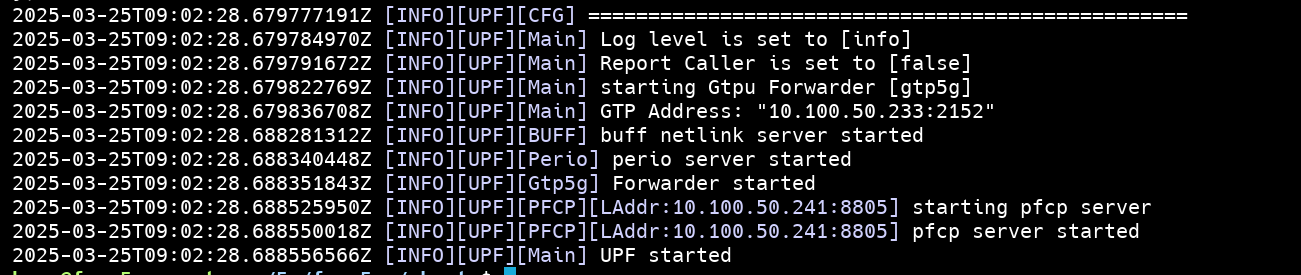 2025-03-25T09:02:28.679777191Z [INFO][UPF][CFG] ==================================================
2025-03-25T09:02:28.679784970Z [INFO][UPF][Main] Log level is set to [info]
2025-03-25T09:02:28.679791672Z [INFO][UPF][Main] Report Caller is set to [false]
2025-03-25T09:02:28.679822769Z [INFO][UPF][Main] starting Gtpu Forwarder [gtp5g]
2025-03-25T09:02:28.679836708Z [INFO][UPF][Main] GTP Address: "10.100.50.233:2152"
2025-03-25T09:02:28.688281312Z [INFO][UPF][BUFF] buff netlink server started
2025-03-25T09:02:28.688340448Z [INFO][UPF][Perio] perio server started
2025-03-25T09:02:28.688351843Z [INFO][UPF][Gtp5g] Forwarder started
2025-03-25T09:02:28.688525950Z [INFO][UPF][PFCP][LAddr:10.100.50.241:8805] starting pfcp server
2025-03-25T09:02:28.688550018Z [INFO][UPF][PFCP][LAddr:10.100.50.241:8805] pfcp server started
2025-03-25T09:02:28.688556566Z [INFO][UPF][Main] UPF started